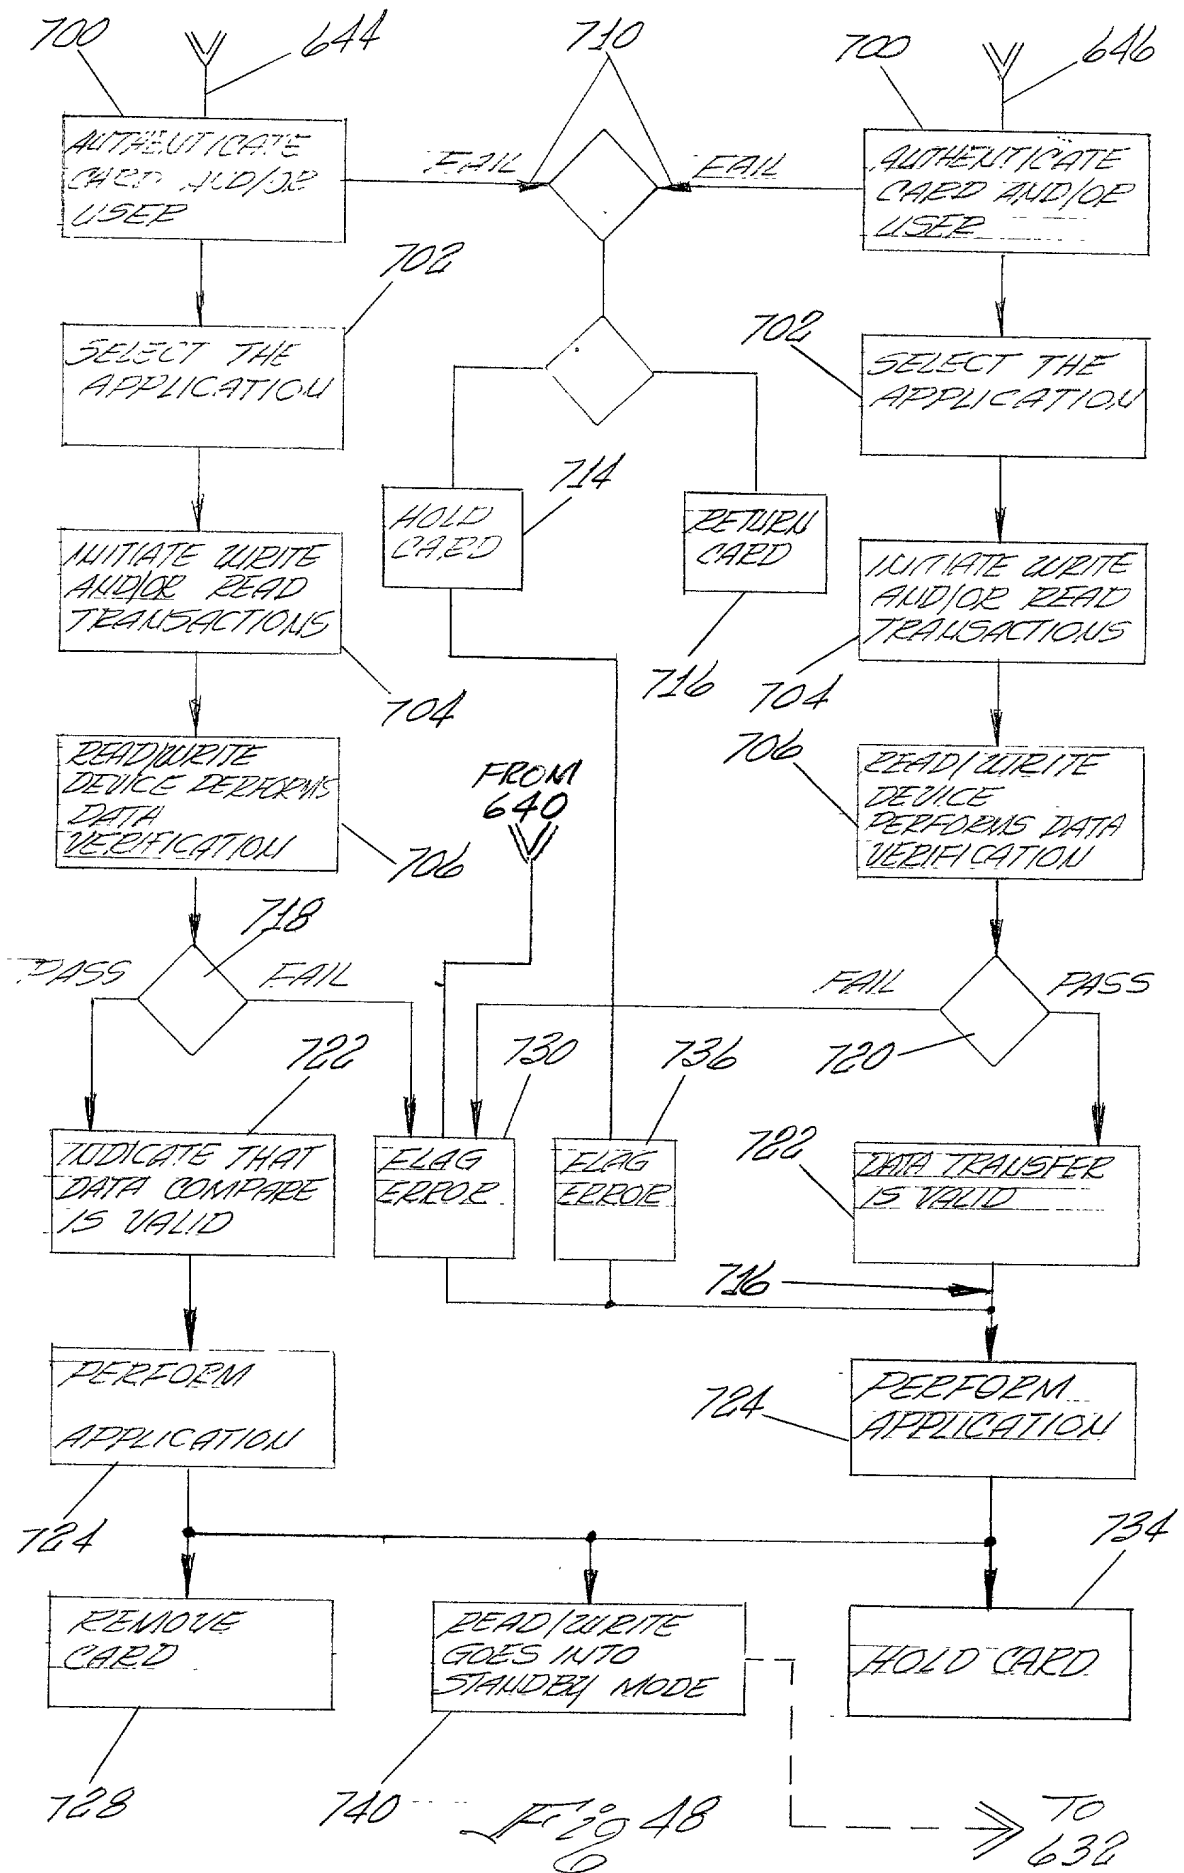 700
644
710
700
646
AUTHENTICATE
CARD AND/OR
USER
FAIL
FAIL
AUTHENTICATE
CARD AND/OR
USER
702
702
SELECT THE
APPLICATION
SELECT THE
APPLICATION
714
HOLD
CARD
RETURN
CARD
INITIATE WRITE
AND/OR READ
TRANSACTIONS
INITIATE WRITE
AND/OR READ
TRANSACTIONS
704
716
704
READ/WRITE
DEVICE PERFORMS
DATA
VERIFICATION
706
FROM
640
706
READ/WRITE
DEVICE
PERFORMS DATA
VERIFICATION
718
PASS
FAIL
FAIL
PASS
722
730
736
720
INDICATE THAT
DATA COMPARE
IS VALID
FLAG
ERROR
FLAG
ERROR
722
DATA TRANSFER
IS VALID
716
PERFORM
APPLICATION
724
PERFORM
APPLICATION
724
734
REMOVE
CARD
READ/WRITE
GOES INTO
STANDBY MODE
HOLD CARD
728
740
Fig 48
TO
632